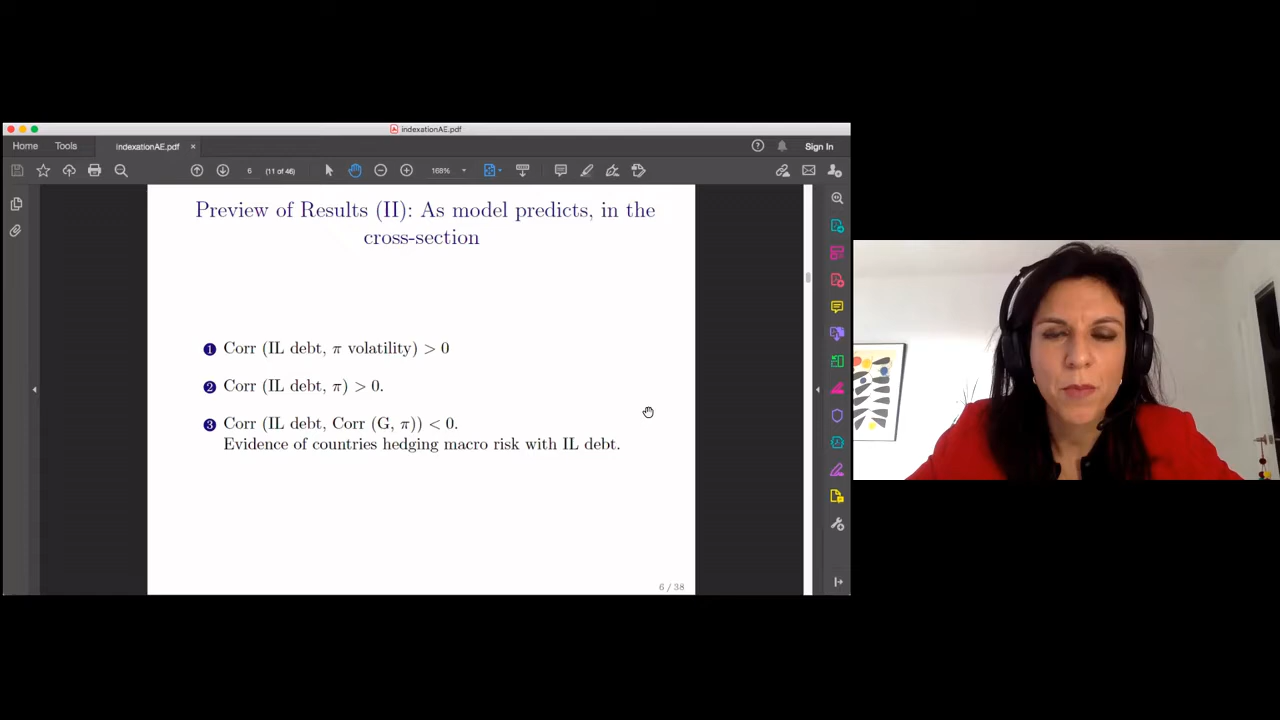 indexationAE.pdf
Home Tools indexationAE.pdf × Sign In
6 (11 of 46) 168%
Preview of Results (II): As model predicts, in the
cross-section
1 Corr (IL debt, π volatility) > 0
2 Corr (IL debt, π) > 0.
3 Corr (IL debt, Corr (G, π)) < 0.
Evidence of countries hedging macro risk with IL debt.
6 / 38